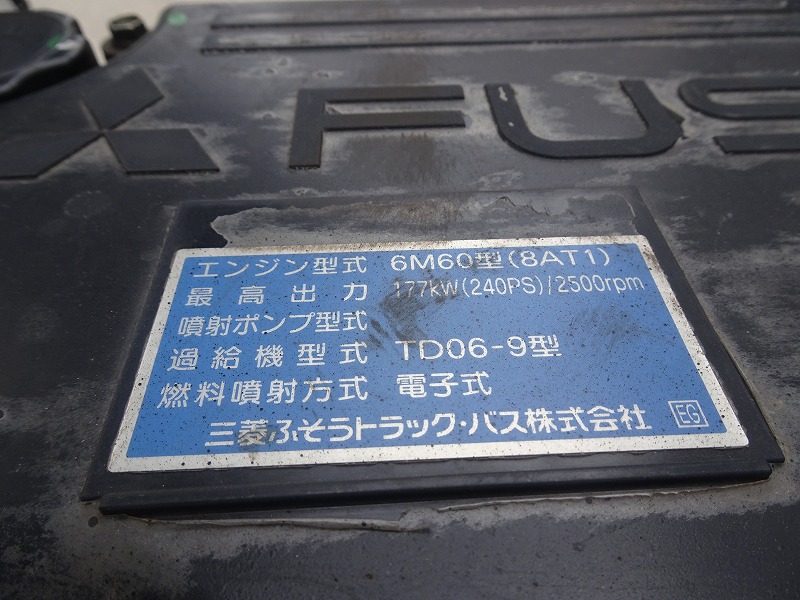 FUS
エンジン型式 6M60型(8AT1)
最高出力 177kW(240PS)/2500rpm
噴射ポンプ型式
過給機型式 TD06-9型
燃料噴射方式 電子式
三菱ふそうトラック・バス株式会社 EG